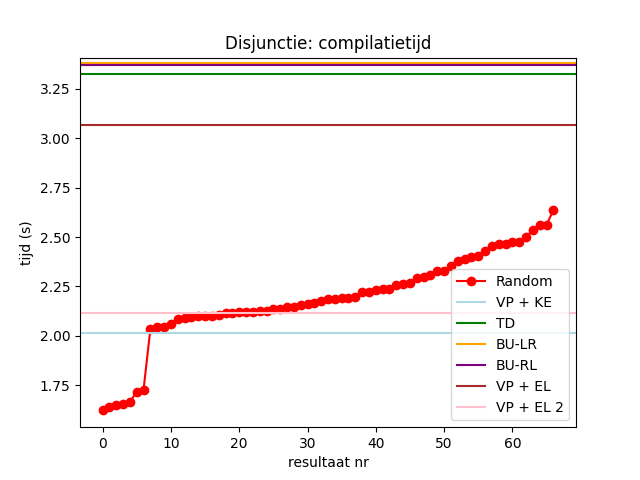 Disjunctie: compilatietijd
tijd (s)
3.25
3.00
2.75
2.50
2.25
2.00
1.75
0 10 20 30 40 50 60
resultaat nr
Random
VP + KE
TD
BU-LR
BU-RL
VP + EL
VP + EL 2